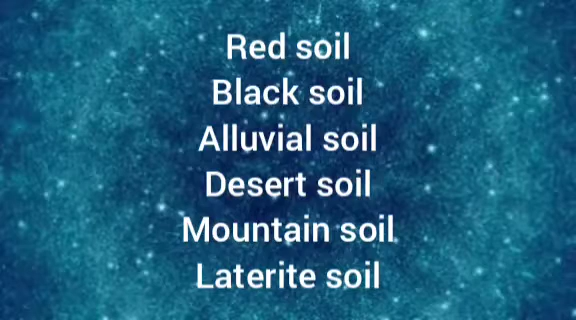 Red soil
Black soil
Alluvial soil
Desert soil
Mountain soil
Laterite soil